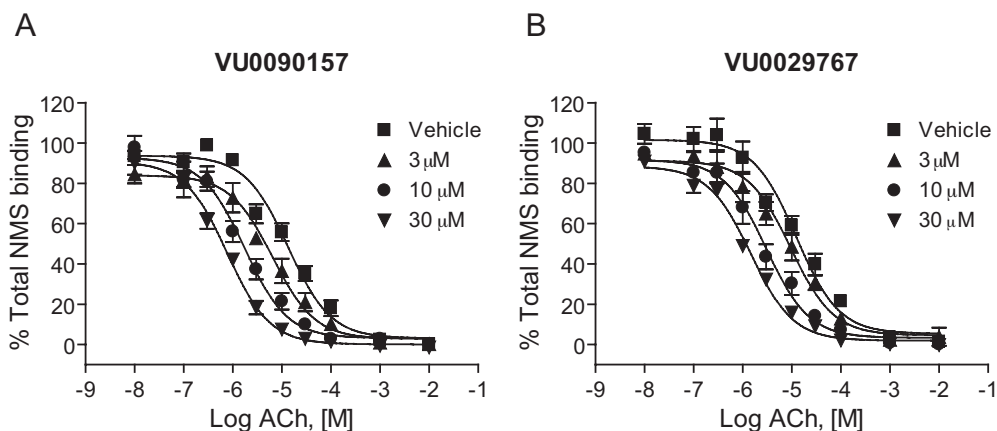 A
VU0090157
120
100
80
60
40
20
0
% Total NMS binding
-9 -8 -7 -6 -5 -4 -3 -2 -1
Log ACh, [M]
Vehicle
3 μM
10 μM
30 μM
B
VU0029767
120
100
80
60
40
20
0
% Total NMS binding
-9 -8 -7 -6 -5 -4 -3 -2 -1
Log ACh, [M]
Vehicle
3 μM
10 μM
30 μM